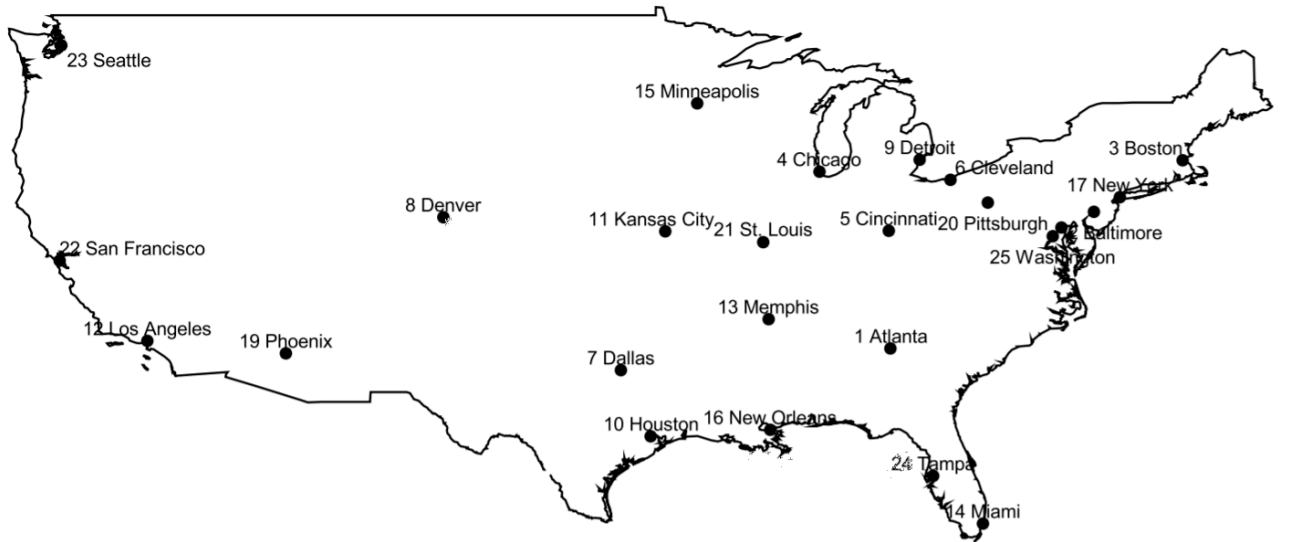 23 Seattle
15 Minneapolis
9 Detroit
3 Boston
4 Chicago
6 Cleveland
17 New York
8 Denver
11 Kansas City
21 St. Louis
5 Cincinnati
20 Pittsburgh
2 Baltimore
22 San Francisco
25 Washington
13 Memphis
12 Los Angeles
19 Phoenix
1 Atlanta
7 Dallas
10 Houston
16 New Orleans
24 Tampa
14 Miami